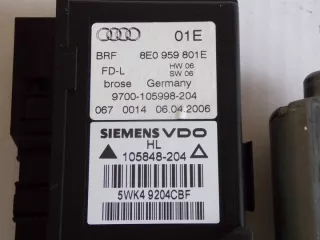 01E
BRF 8E0 959 801E
FD-L HW 06
SW 06
brose Germany
9700-105998-204
067 0014 06.04.2006
SIEMENS VDO
HL
105848-204
5WK4 9204CBF